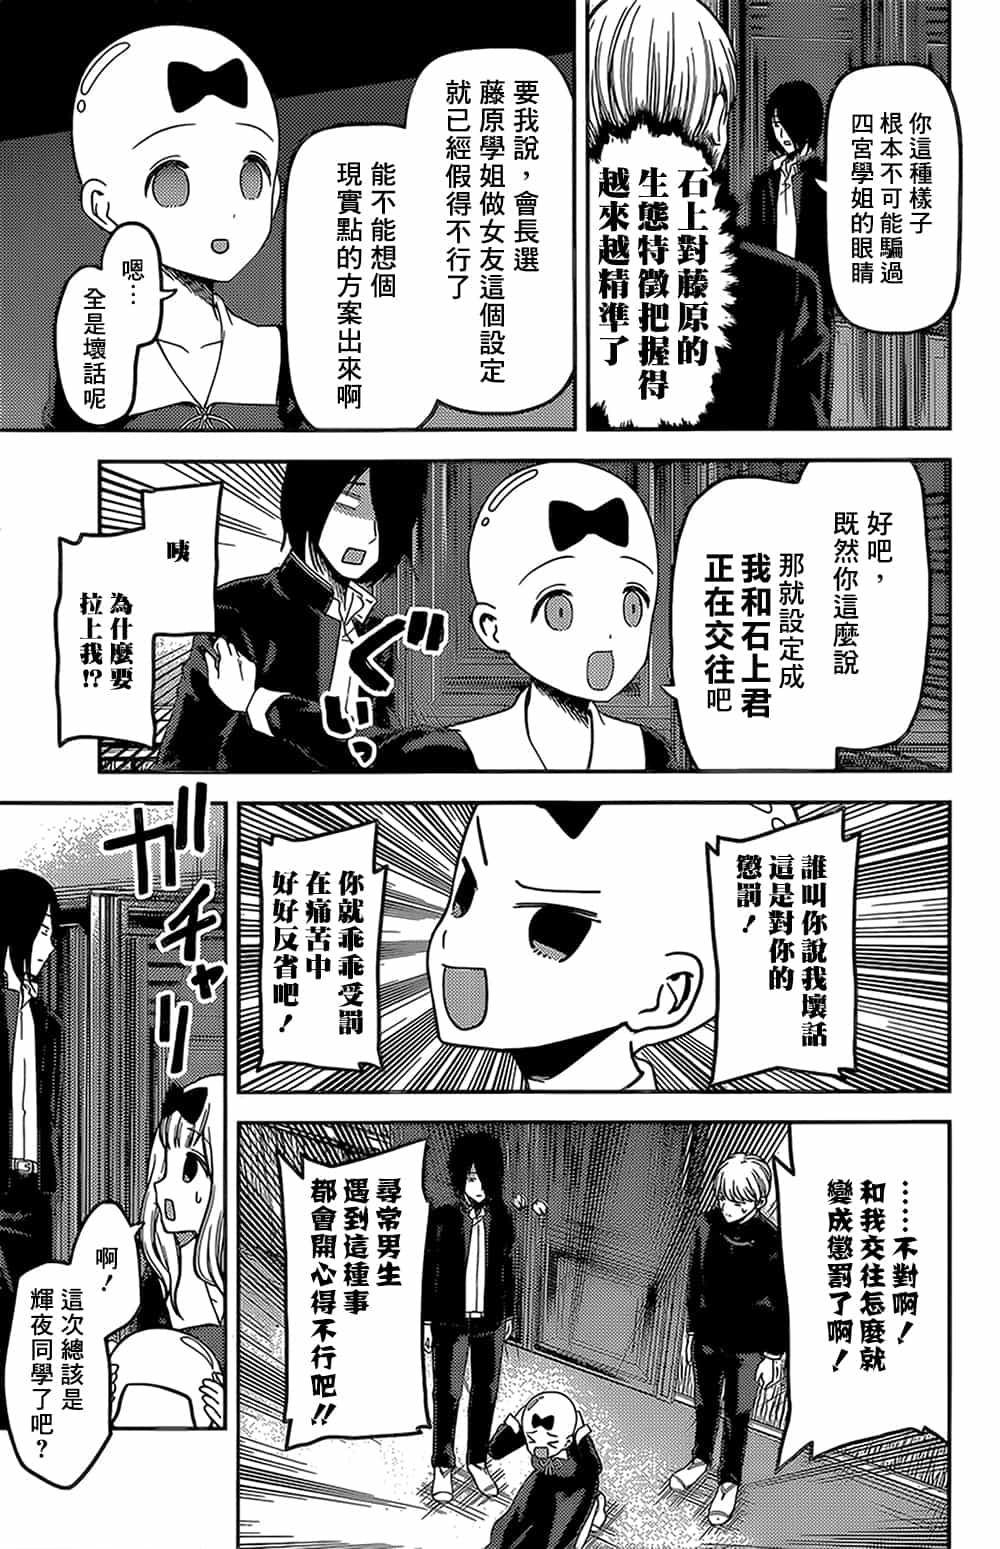 你這種樣子
根本不可能騙過
四宮學姐的眼睛
石上對藤原的
生態特徵把握得
越來越精準了
要我說，會長選
藤原學姐做女友這個設定
就已經假得不行了
能不能想個
現實點的方案出來啊
嗯…
全是壞話呢
好吧，
既然你這麼說
那就設定成
我和石上君
正在交往吧
ぐいっ
咦
為什麼要
拉上我!?
誰叫你說我壞話
這是對你的
懲罰！
你就乖乖受罰
在痛苦中
好好反省吧！
ガチャ
……不對啊！
和我交往怎麼就
變成懲罰了啊！
尋常男生
遇到這種事
都會開心得不行吧!!
啊！
這次總該是
輝夜同學了吧？